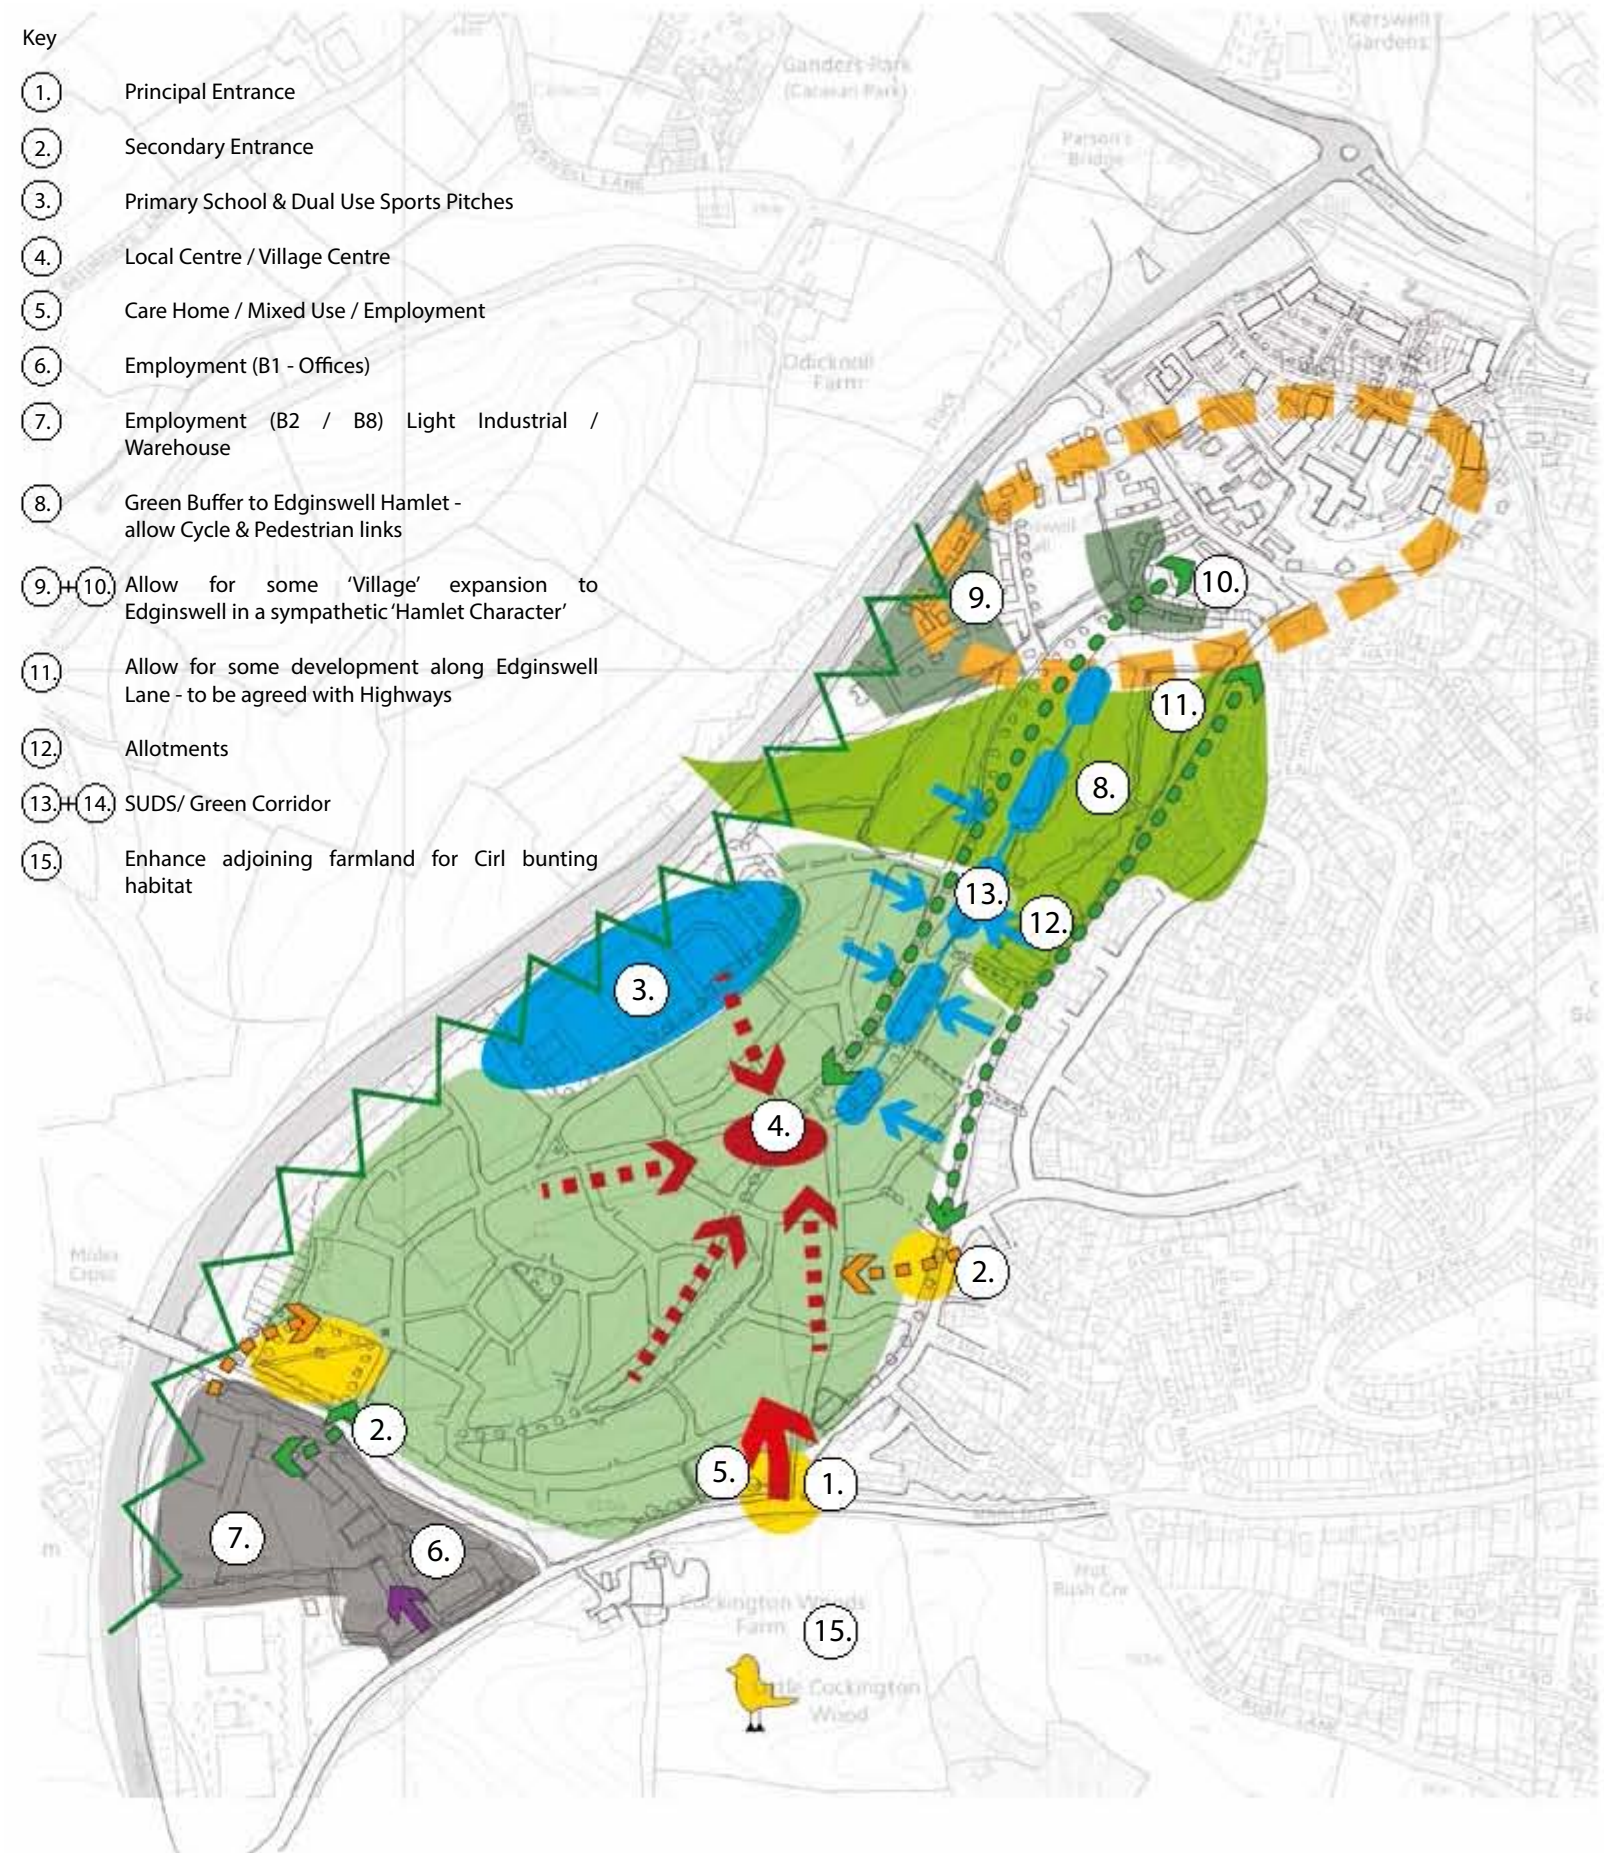 Key
1. Principal Entrance
2. Secondary Entrance
3. Primary School & Dual Use Sports Pitches
4. Local Centre / Village Centre
5. Care Home / Mixed Use / Employment
6. Employment (B1 - Offices)
7. Employment (B2 / B8) Light Industrial /
Warehouse
8. Green Buffer to Edginswell Hamlet -
allow Cycle & Pedestrian links
9.+10. Allow for some ‘Village’ expansion to
Edginswell in a sympathetic ‘Hamlet Character’
11. Allow for some development along Edginswell
Lane - to be agreed with Highways
12. Allotments
13.+14. SUDS/ Green Corridor
15. Enhance adjoining farmland for Cirl bunting
habitat
Kerswell
Gardens
Ganders Park
(Caravan Park)
Parson's
Bridge
Odicknoll
Farm
9.
10.
11.
8.
13.
12.
3.
4.
2.
2.
5.
1.
7.
6.
Cockington Woods
Farm
15.
Little Cockington
Wood